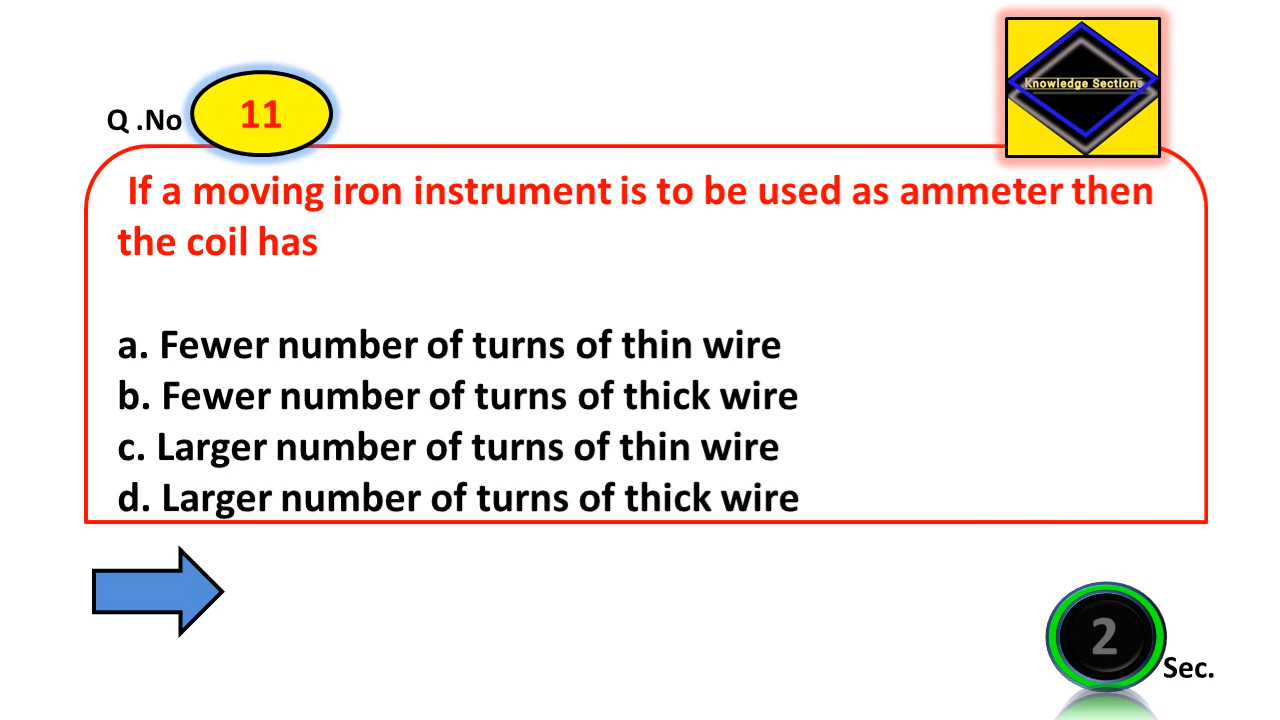 Knowledge Sections
Q .No 11
If a moving iron instrument is to be used as ammeter then
the coil has
a. Fewer number of turns of thin wire
b. Fewer number of turns of thick wire
c. Larger number of turns of thin wire
d. Larger number of turns of thick wire
2 Sec.